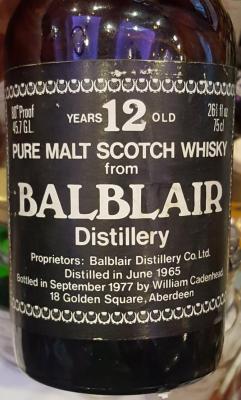 80° Proof
45.7 G.L.
YEARS 12 OLD
26⅔ fl oz
75cl
PURE MALT SCOTCH WHISKY
from
BALBLAIR
Distillery
Proprietors: Balblair Distillery Co. Ltd.
Distilled in June 1965
Bottled in September 1977 by William Cadenhead
18 Golden Square, Aberdeen